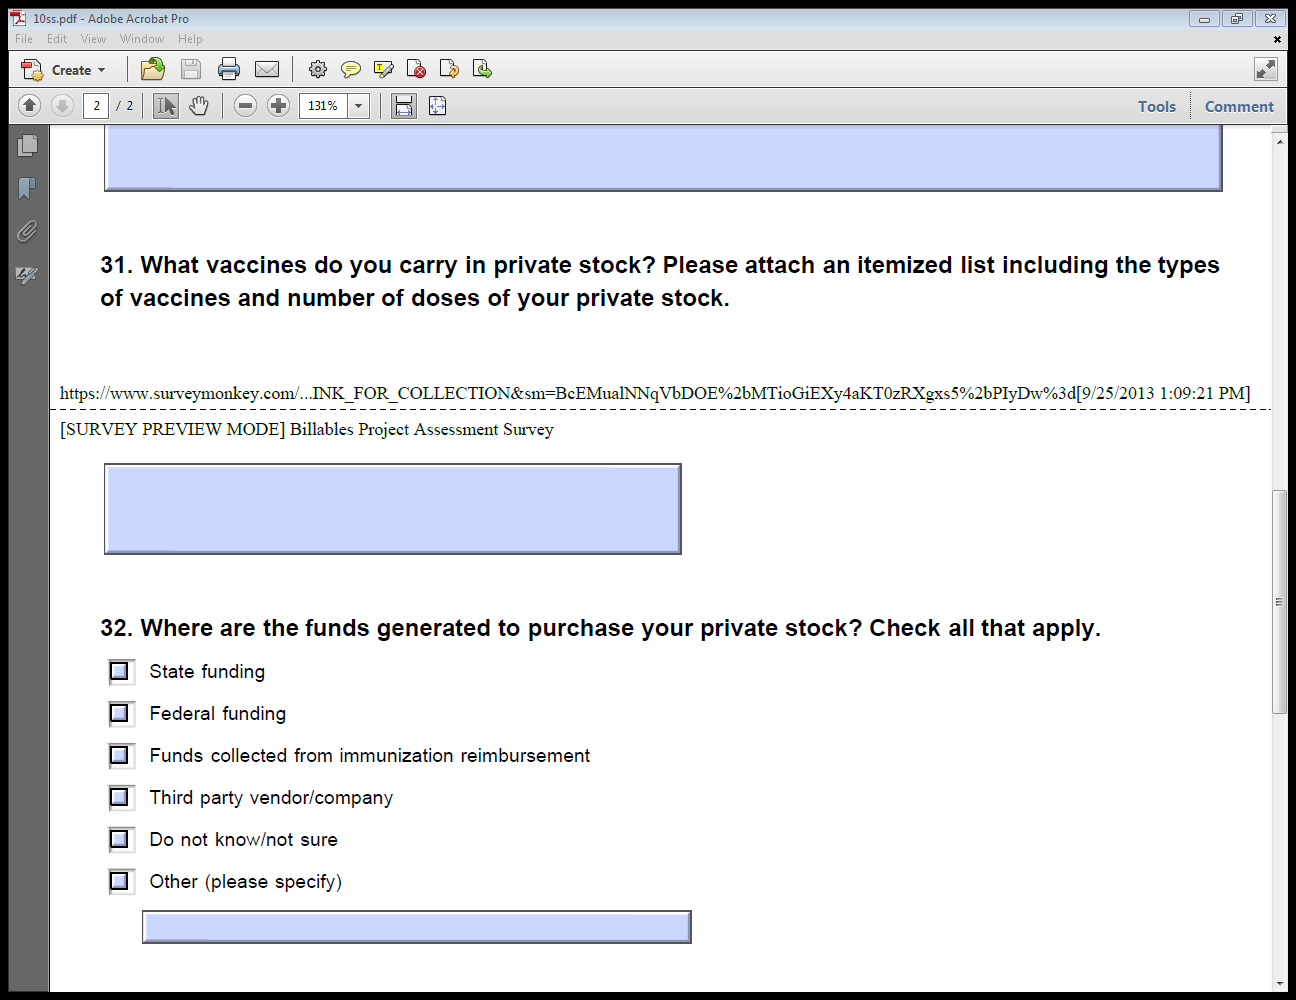 10ss.pdf - Adobe Acrobat Pro
File Edit View Window Help
Create
2 / 2 131% Tools Comment
31. What vaccines do you carry in private stock? Please attach an itemized list including the types
of vaccines and number of doses of your private stock.
https://www.surveymonkey.com/...INK_FOR_COLLECTION&sm=BcEMualNNqVbDOE%2bMTioGiEXy4aKT0zRXgxs5%2bPIyDw%3d[9/25/2013 1:09:21 PM]
[SURVEY PREVIEW MODE] Billables Project Assessment Survey
32. Where are the funds generated to purchase your private stock? Check all that apply.
State funding
Federal funding
Funds collected from immunization reimbursement
Third party vendor/company
Do not know/not sure
Other (please specify)